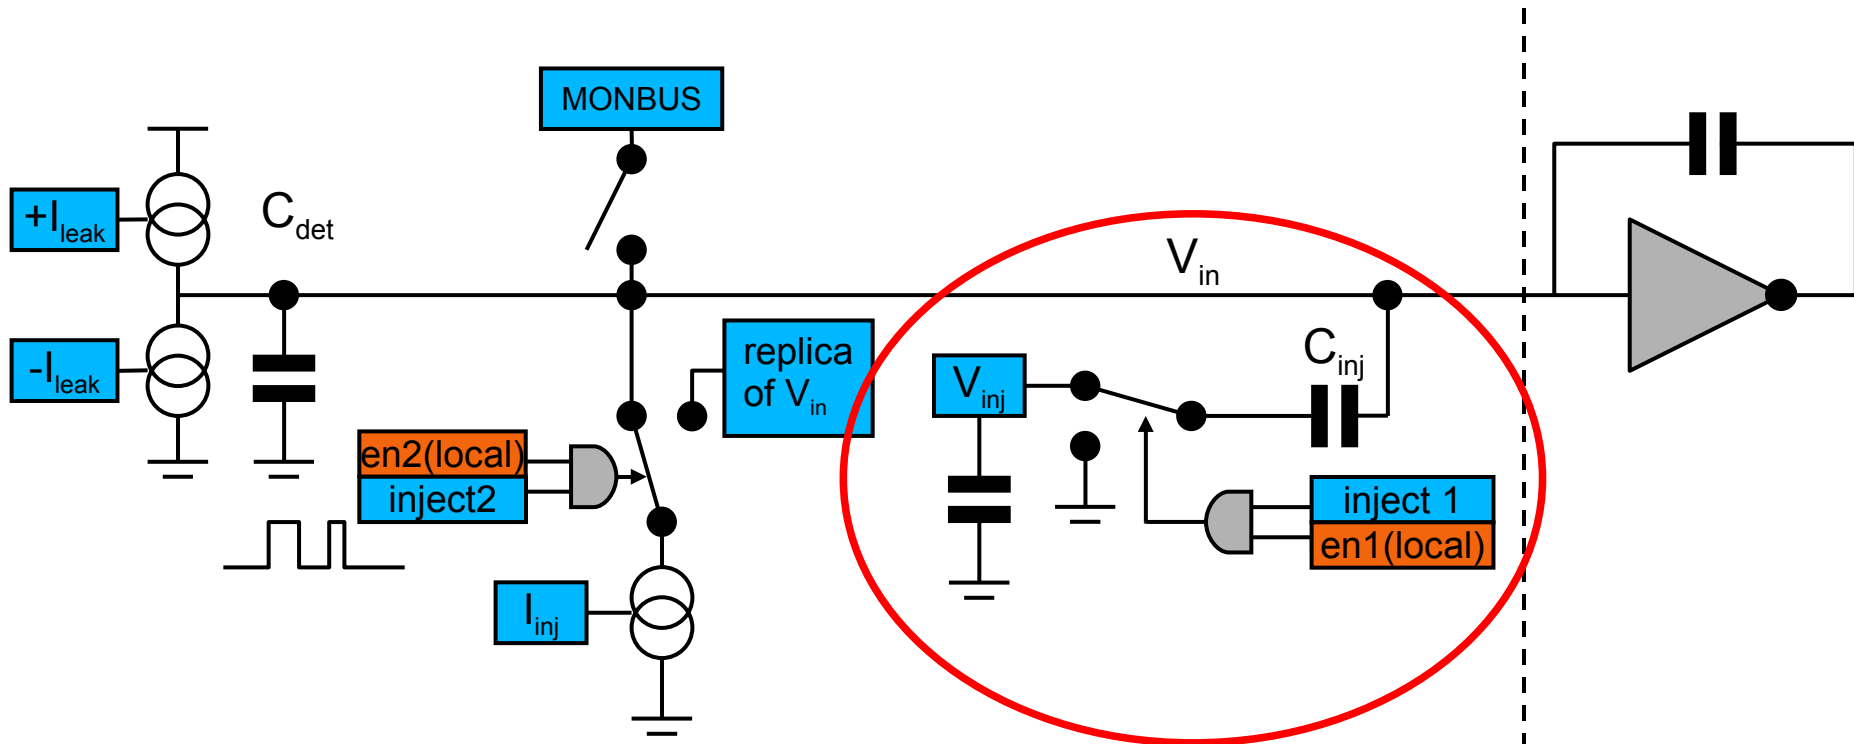 MONBUS
+Ileak
Cdet
Vin
-Ileak
replica
of Vin
Vinj
Cinj
en2(local)
inject2
inject 1
en1(local)
Iinj